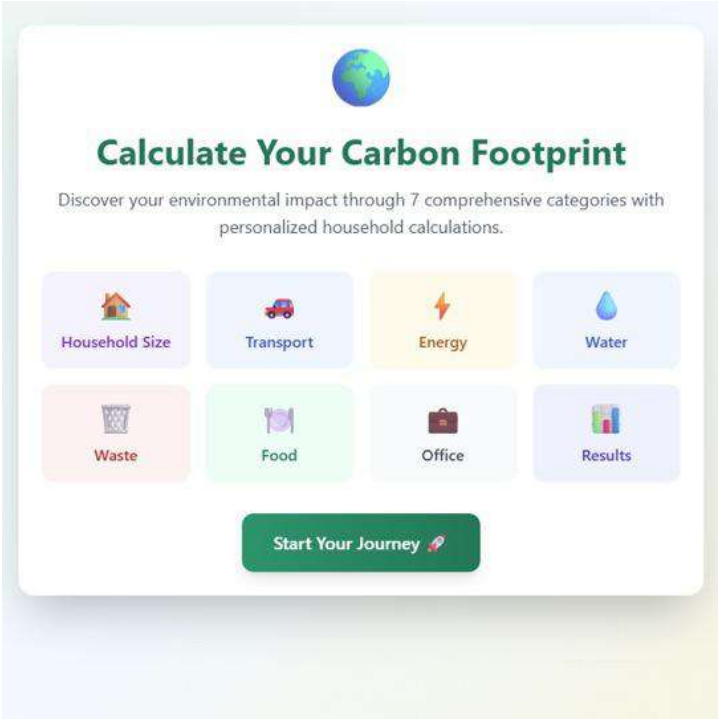 Calculate Your Carbon Footprint
Discover your environmental impact through 7 comprehensive categories with
personalized household calculations.
Household Size
Transport
Energy
Water
Waste
Food
Office
Results
Start Your Journey 🚀